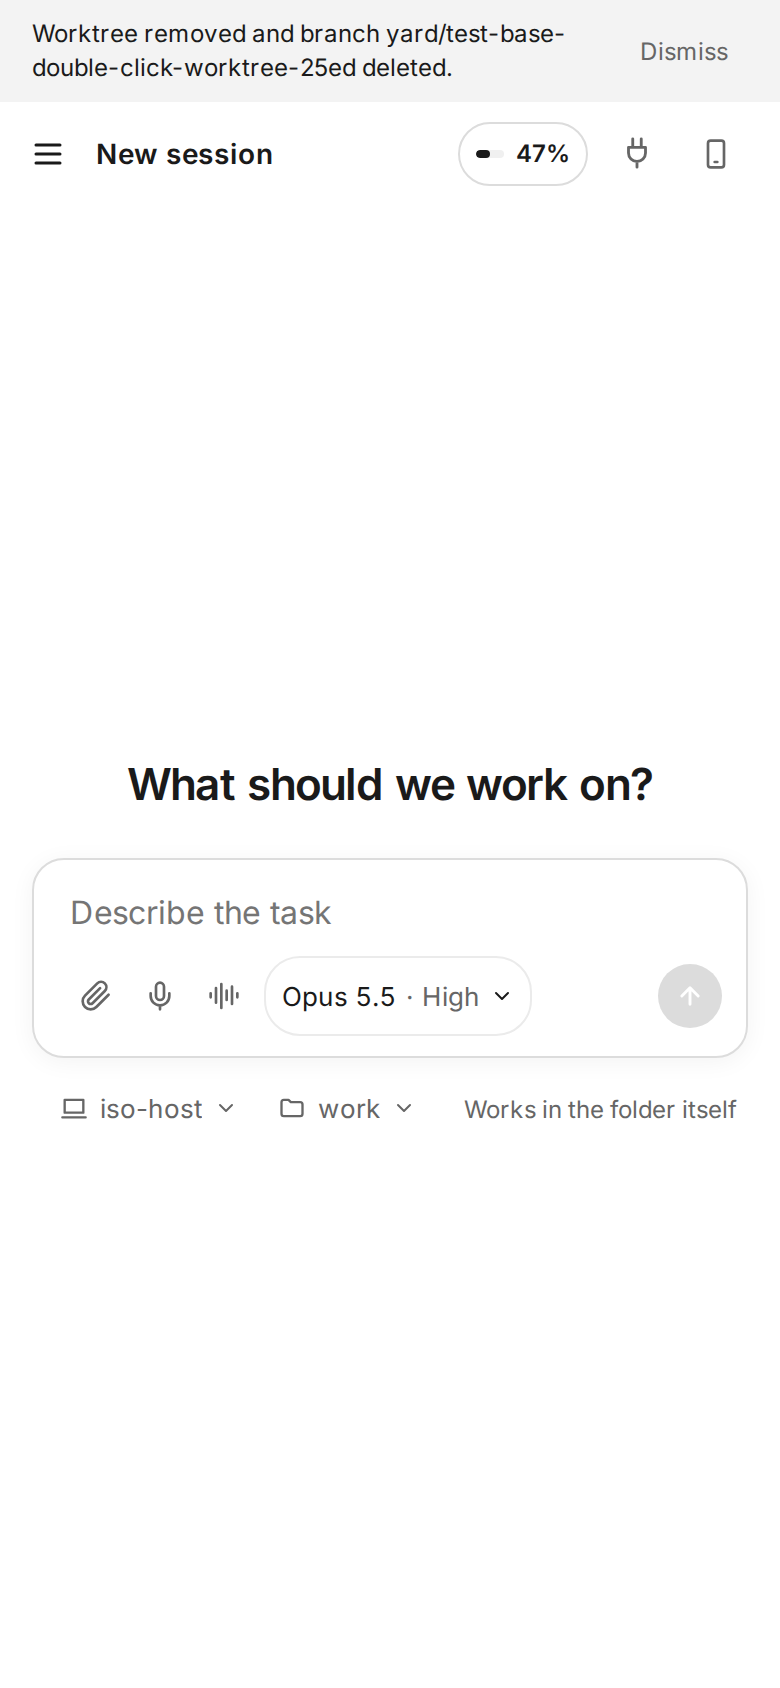 Worktree removed and branch yard/test-base-
double-click-worktree-25ed deleted.
Dismiss
New session
47%
What should we work on?
Describe the task
Opus 5.5 · High
iso-host
work
Works in the folder itself